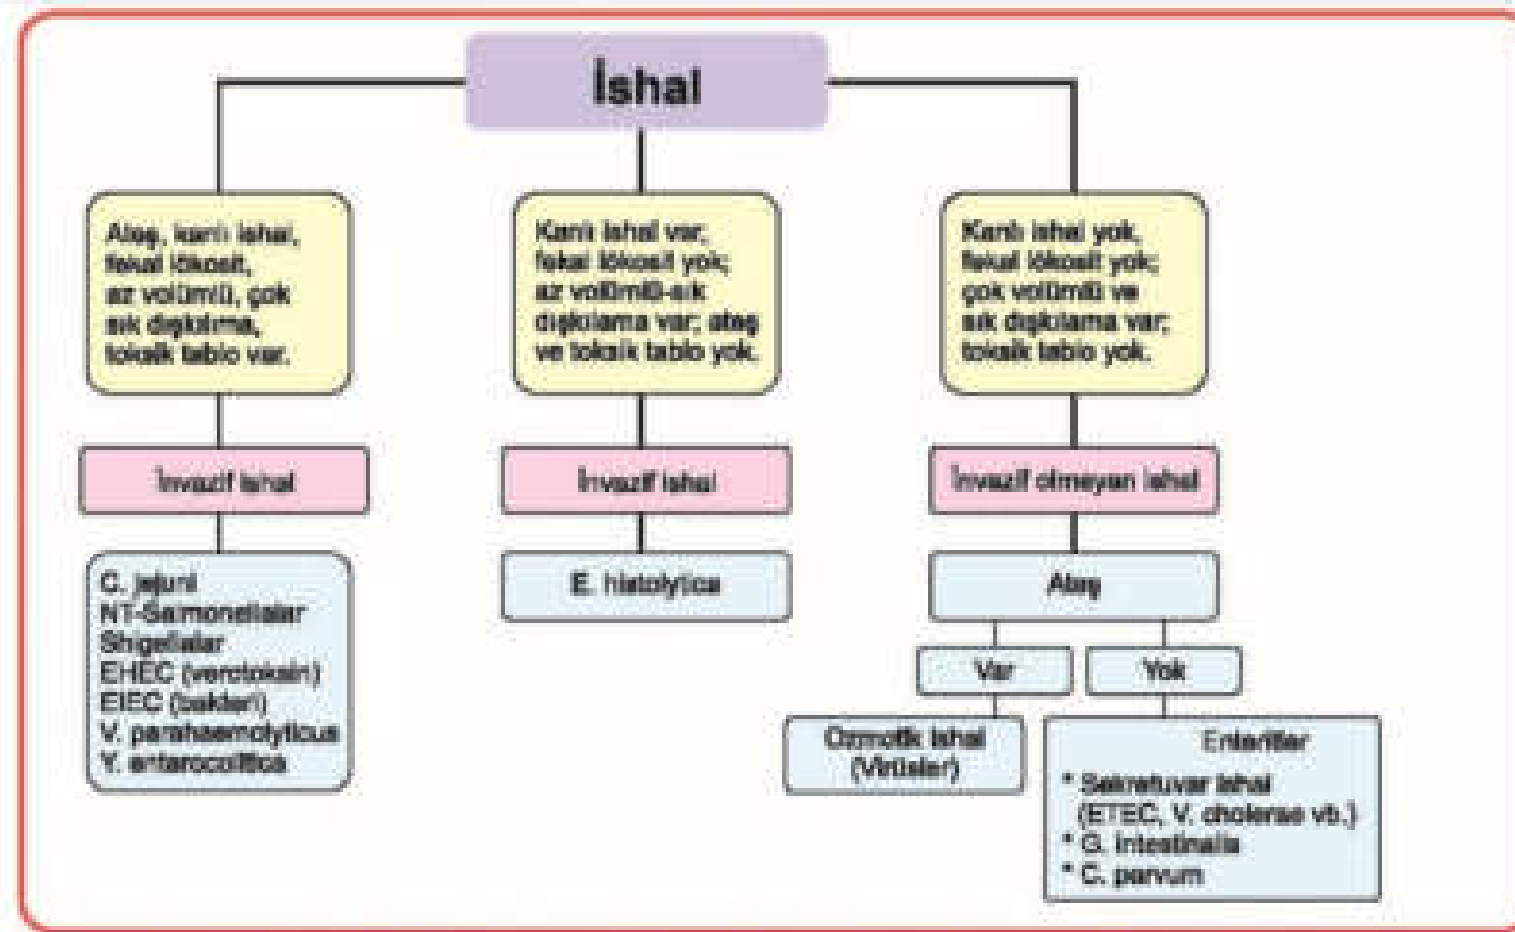 İshal
Ateş, kanlı ishal,
fekal lökosit,
az volümlü, çok
sık dışkılma,
toksik tablo var.
İnvazif ishal
C. jejuni
NT-Salmonellalar
Shigellalar
EHEC (verotoksin)
EIEC (bakteri)
V. parahaemolyticus
Y. enterocolitica
Kanlı ishal var,
fekal lökosit yok;
az volümlü-sık
dışkılama var; ateş
ve toksik tablo yok.
İnvazif ishal
E. histolytica
Kanlı ishal yok,
fekal lökosit yok;
çok volümlü ve
sık dışkılama var;
toksik tablo yok.
İnvazif olmayan ishal
Ateş
Var
Yok
Ozmotik ishal
(Virüsler)
Enteritler
* Sekretuvar ishal
(ETEC, V. cholerae vb.)
* G. intestinalis
* C. parvum